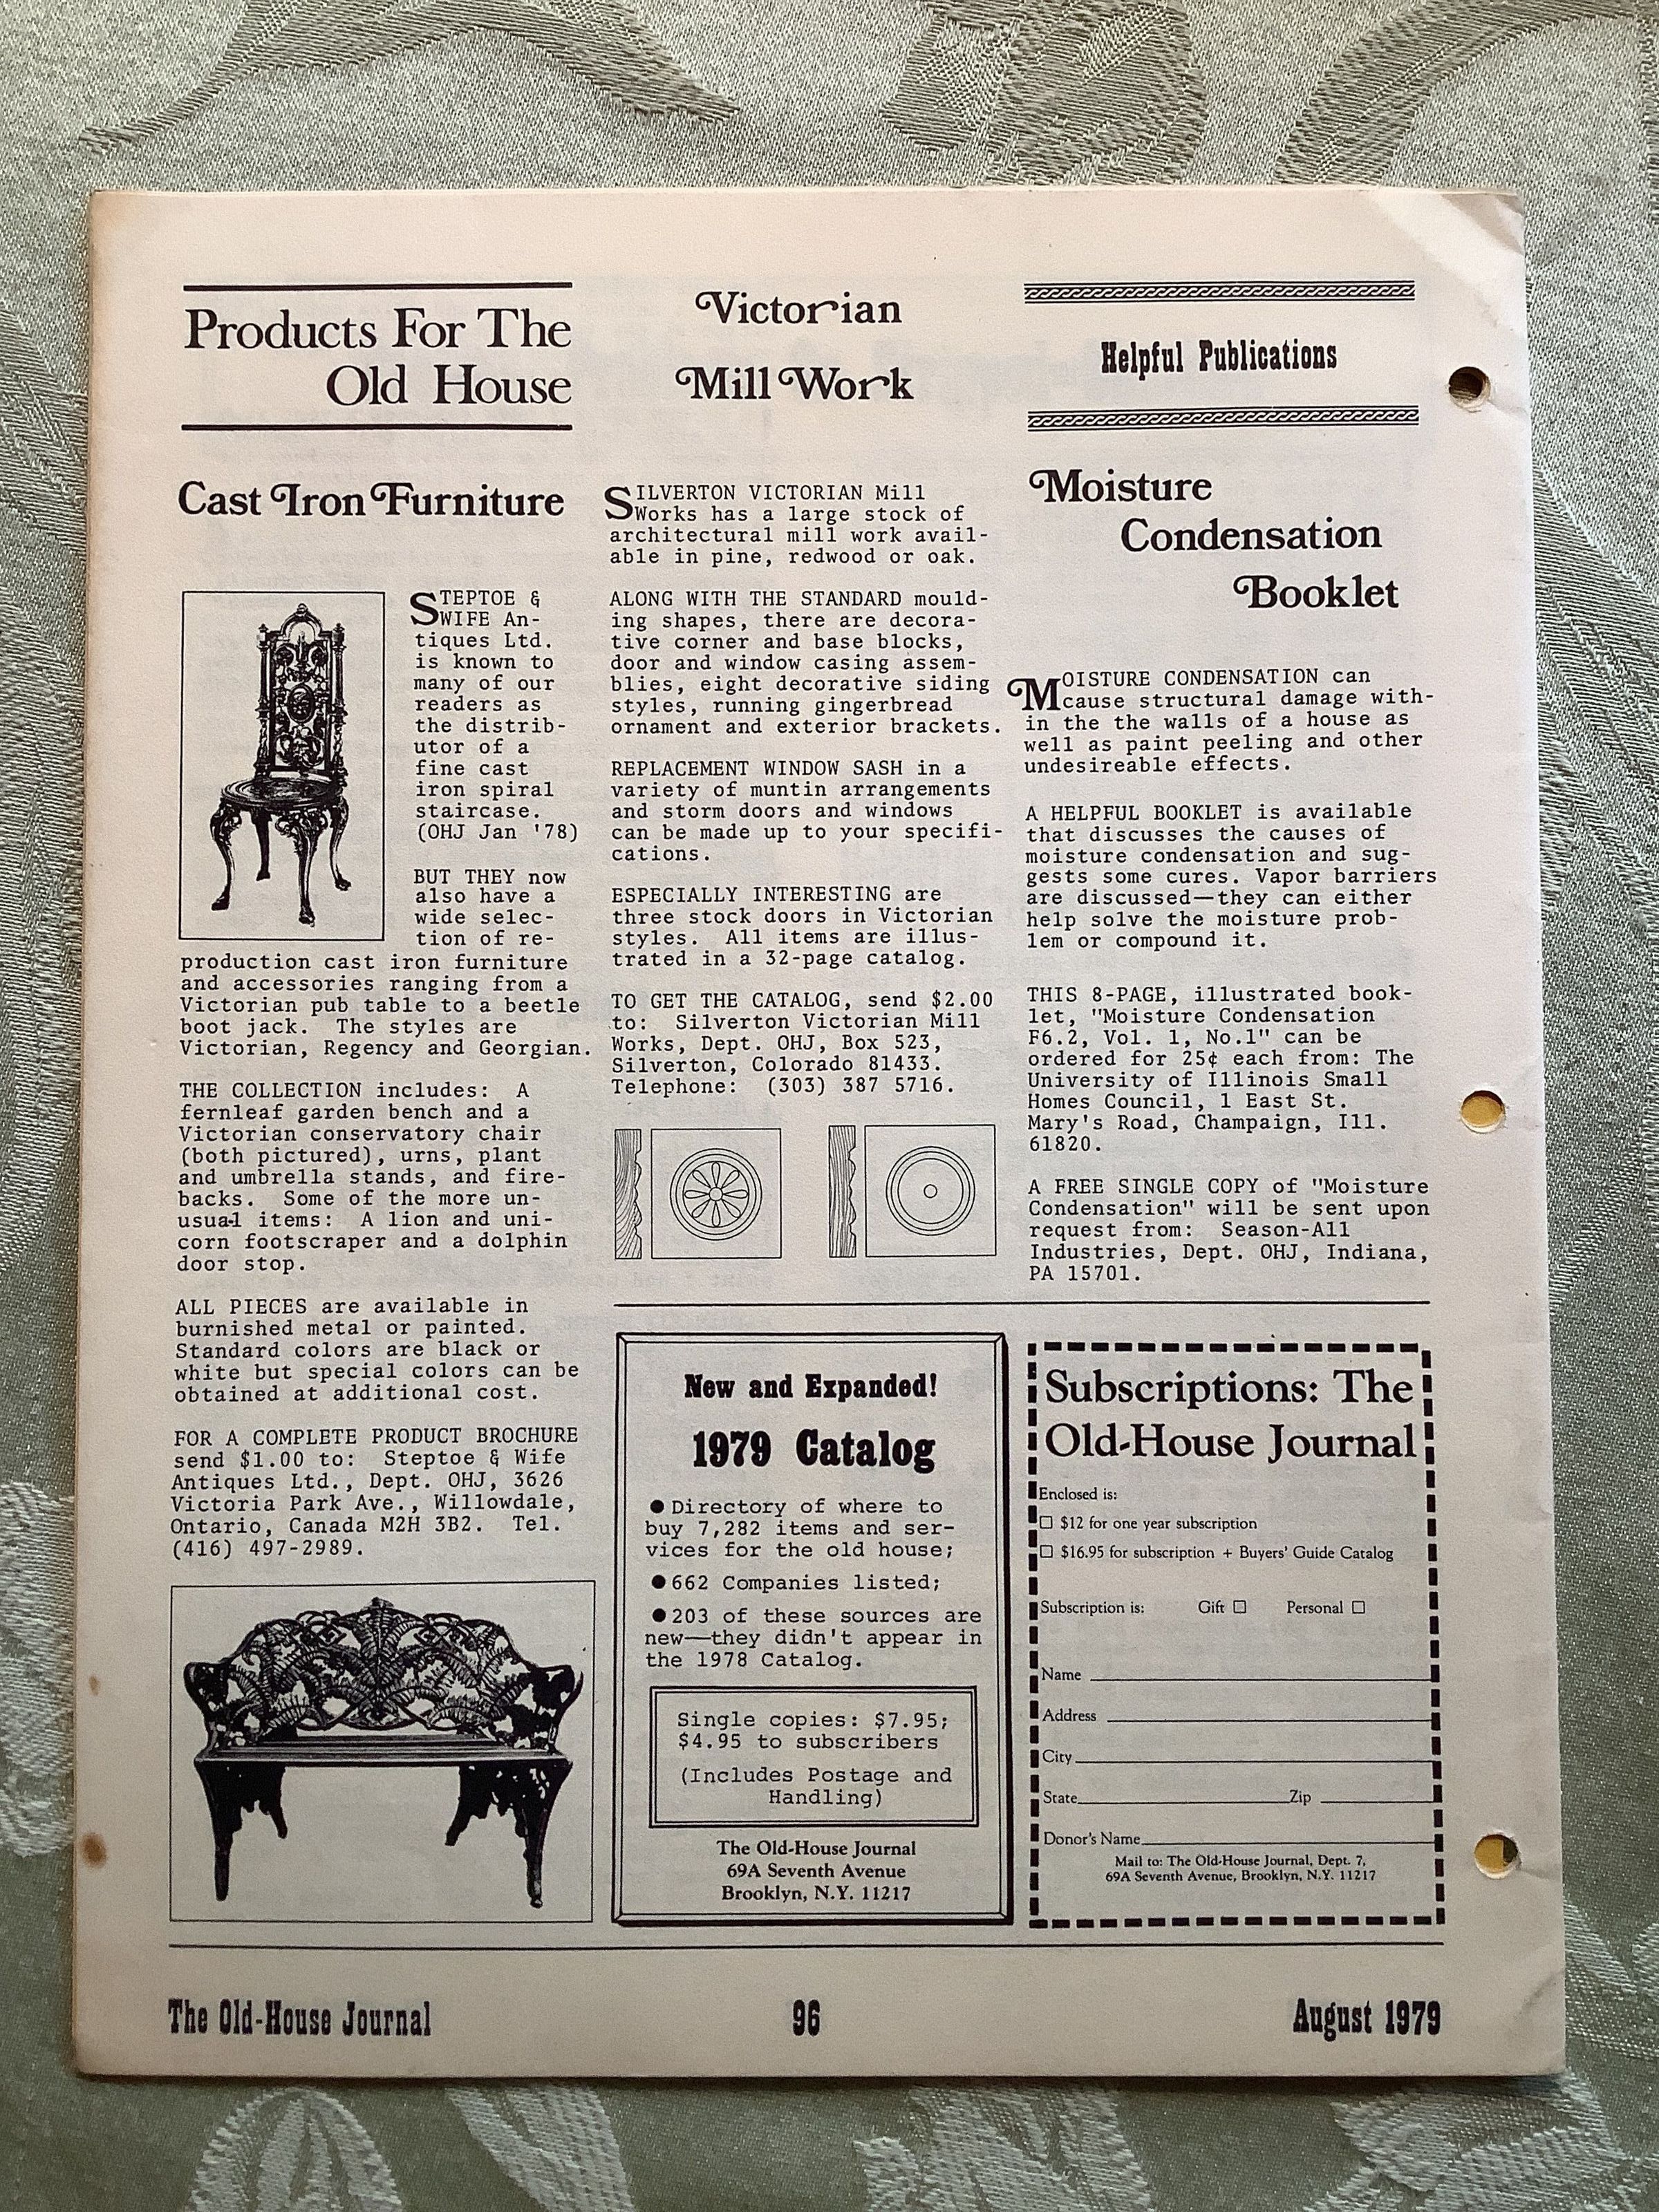 Products For The
Old House
Cast Iron Furniture
STEPTOE &
WIFE An-
tiques Ltd.
is known to
many of our
readers as
the distrib-
utor of a
fine cast
iron spiral
staircase.
(OHJ Jan '78)
BUT THEY now
also have a
wide selec-
tion of re-
production cast iron furniture
and accessories ranging from a
Victorian pub table to a beetle
boot jack. The styles are
Victorian, Regency and Georgian.
THE COLLECTION includes: A
fernleaf garden bench and a
Victorian conservatory chair
(both pictured), urns, plant
and umbrella stands, and fire-
backs. Some of the more un-
usual items: A lion and uni-
corn footscraper and a dolphin
door stop.
ALL PIECES are available in
burnished metal or painted.
Standard colors are black or
white but special colors can be
obtained at additional cost.
FOR A COMPLETE PRODUCT BROCHURE
send $1.00 to: Steptoe & Wife
Antiques Ltd., Dept. OHJ, 3626
Victoria Park Ave., Willowdale,
Ontario, Canada M2H 3B2. Tel.
(416) 497-2989.
Victorian
Mill Work
SILVERTON VICTORIAN Mill
Works has a large stock of
architectural mill work avail-
able in pine, redwood or oak.
ALONG WITH THE STANDARD mould-
ing shapes, there are decora-
tive corner and base blocks,
door and window casing assem-
blies, eight decorative siding
styles, running gingerbread
ornament and exterior brackets.
REPLACEMENT WINDOW SASH in a
variety of muntin arrangements
and storm doors and windows
can be made up to your specifi-
cations.
ESPECIALLY INTERESTING are
three stock doors in Victorian
styles. All items are illus-
trated in a 32-page catalog.
TO GET THE CATALOG, send $2.00
to: Silverton Victorian Mill
Works, Dept. OHJ, Box 523,
Silverton, Colorado 81433.
Telephone: (303) 387 5716.
Helpful Publications
Moisture
Condensation
Booklet
MOISTURE CONDENSATION can
cause structural damage with-
in the the walls of a house as
well as paint peeling and other
undesireable effects.
A HELPFUL BOOKLET is available
that discusses the causes of
moisture condensation and sug-
gests some cures. Vapor barriers
are discussed—they can either
help solve the moisture prob-
lem or compound it.
THIS 8-PAGE, illustrated book-
let, "Moisture Condensation
F6.2, Vol. 1, No.1" can be
ordered for 25¢ each from: The
University of Illinois Small
Homes Council, 1 East St.
Mary's Road, Champaign, Ill.
61820.
A FREE SINGLE COPY of "Moisture
Condensation" will be sent upon
request from: Season-All
Industries, Dept. OHJ, Indiana,
PA 15701.
New and Expanded!
1979 Catalog
● Directory of where to
buy 7,282 items and ser-
vices for the old house;
● 662 Companies listed;
● 203 of these sources are
new—they didn't appear in
the 1978 Catalog.
Single copies: $7.95;
$4.95 to subscribers
(Includes Postage and
Handling)
The Old-House Journal
69A Seventh Avenue
Brooklyn, N.Y. 11217
Subscriptions: The
Old-House Journal
Enclosed is:
□ $12 for one year subscription
□ $16.95 for subscription + Buyers' Guide Catalog
Subscription is: Gift □ Personal □
Name
Address
City
State Zip
Donor's Name
Mail to: The Old-House Journal, Dept. 7,
69A Seventh Avenue, Brooklyn, N.Y. 11217
The Old-House Journal 96 August 1979